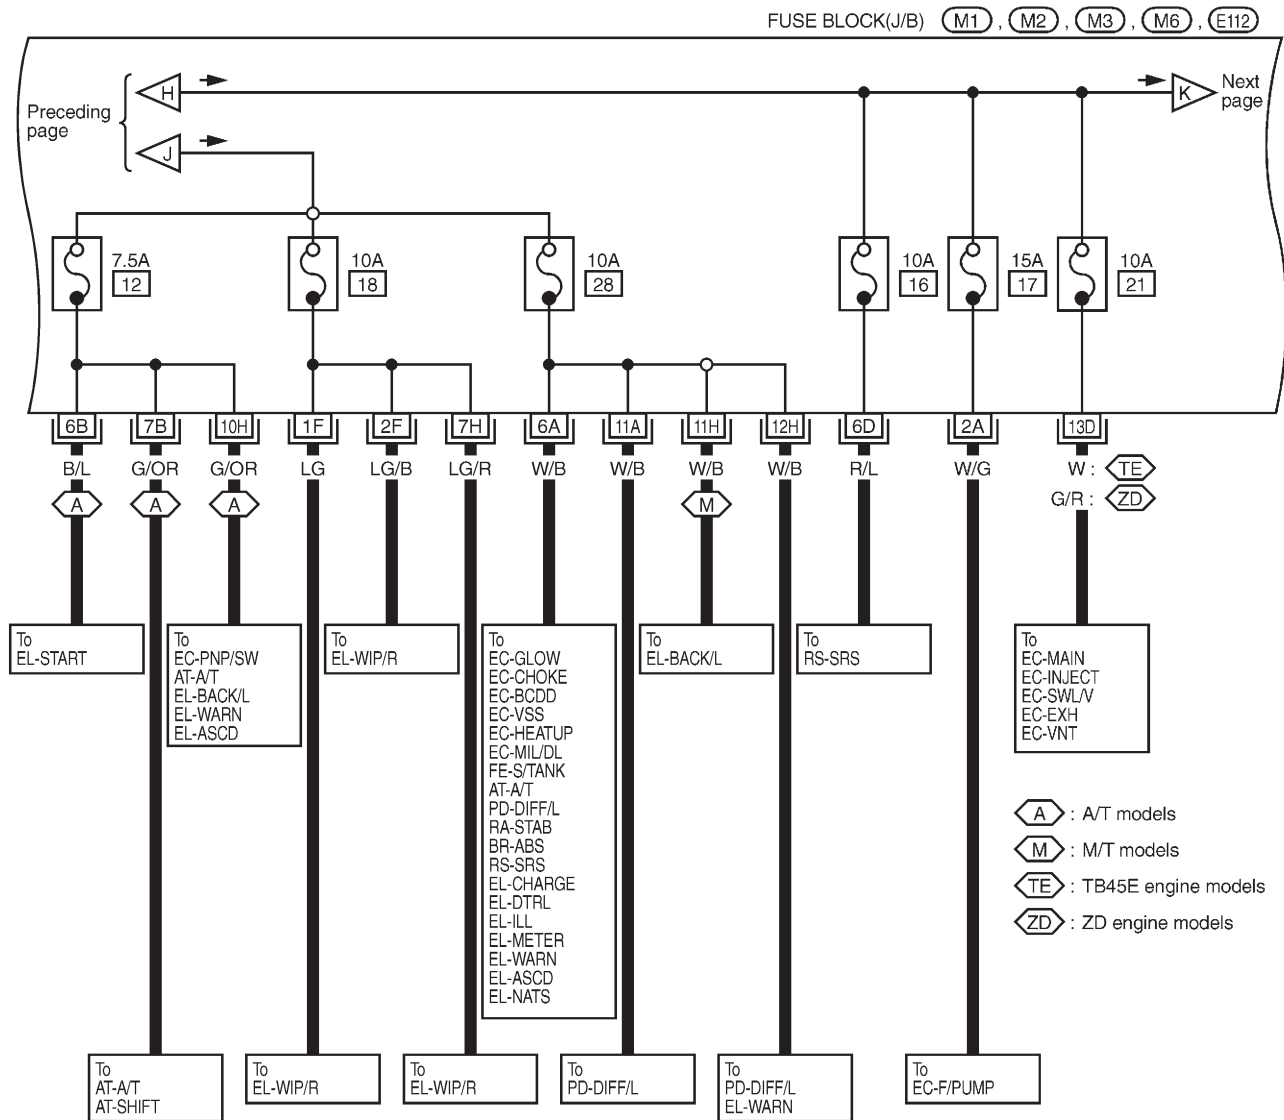 FUSE BLOCK(J/B) M1 , M2 , M3 , M6 , E112
Preceding
page
H
J
K
Next
page
7.5A
12
10A
18
10A
28
10A
16
15A
17
10A
21
6B 7B 10H 1F 2F 7H 6A 11A 11H 12H 6D 2A 13D
B/L G/OR G/OR LG LG/B LG/R W/B W/B W/B W/B R/L W/G W : TE
G/R : ZD
A A A M
To
EL-START
To
EC-PNP/SW
AT-A/T
EL-BACK/L
EL-WARN
EL-ASCD
To
EL-WIP/R
To
EC-GLOW
EC-CHOKE
EC-BCDD
EC-VSS
EC-HEATUP
EC-MIL/DL
FE-S/TANK
AT-A/T
PD-DIFF/L
RA-STAB
BR-ABS
RS-SRS
EL-CHARGE
EL-DTRL
EL-ILL
EL-METER
EL-WARN
EL-ASCD
EL-NATS
To
EL-BACK/L
To
RS-SRS
To
EC-MAIN
EC-INJECT
EC-SWL/V
EC-EXH
EC-VNT
A : A/T models
M : M/T models
TE : TB45E engine models
ZD : ZD engine models
To
AT-A/T
AT-SHIFT
To
EL-WIP/R
To
EL-WIP/R
To
PD-DIFF/L
To
PD-DIFF/L
EL-WARN
To
EC-F/PUMP